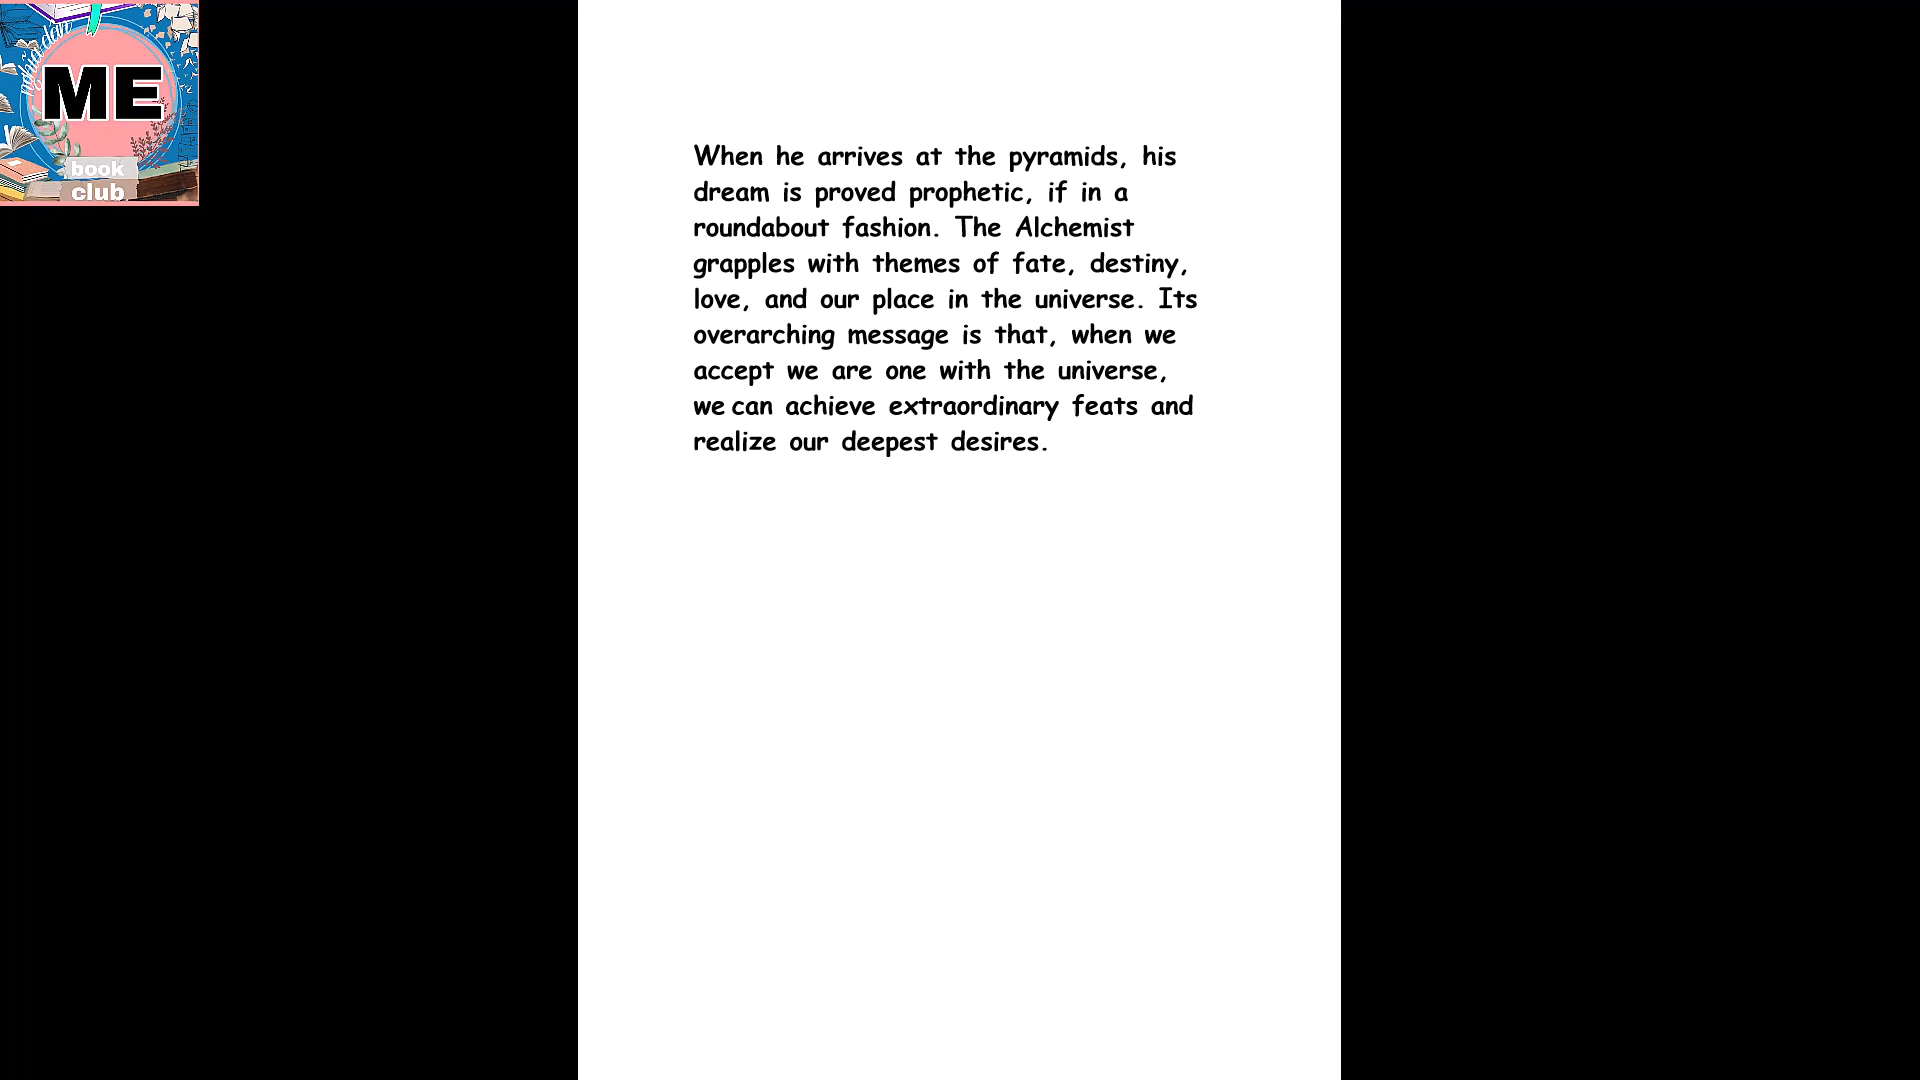 ME
book
club
When he arrives at the pyramids, his
dream is proved prophetic, if in a
roundabout fashion. The Alchemist
grapples with themes of fate, destiny,
love, and our place in the universe. Its
overarching message is that, when we
accept we are one with the universe,
we can achieve extraordinary feats and
realize our deepest desires.